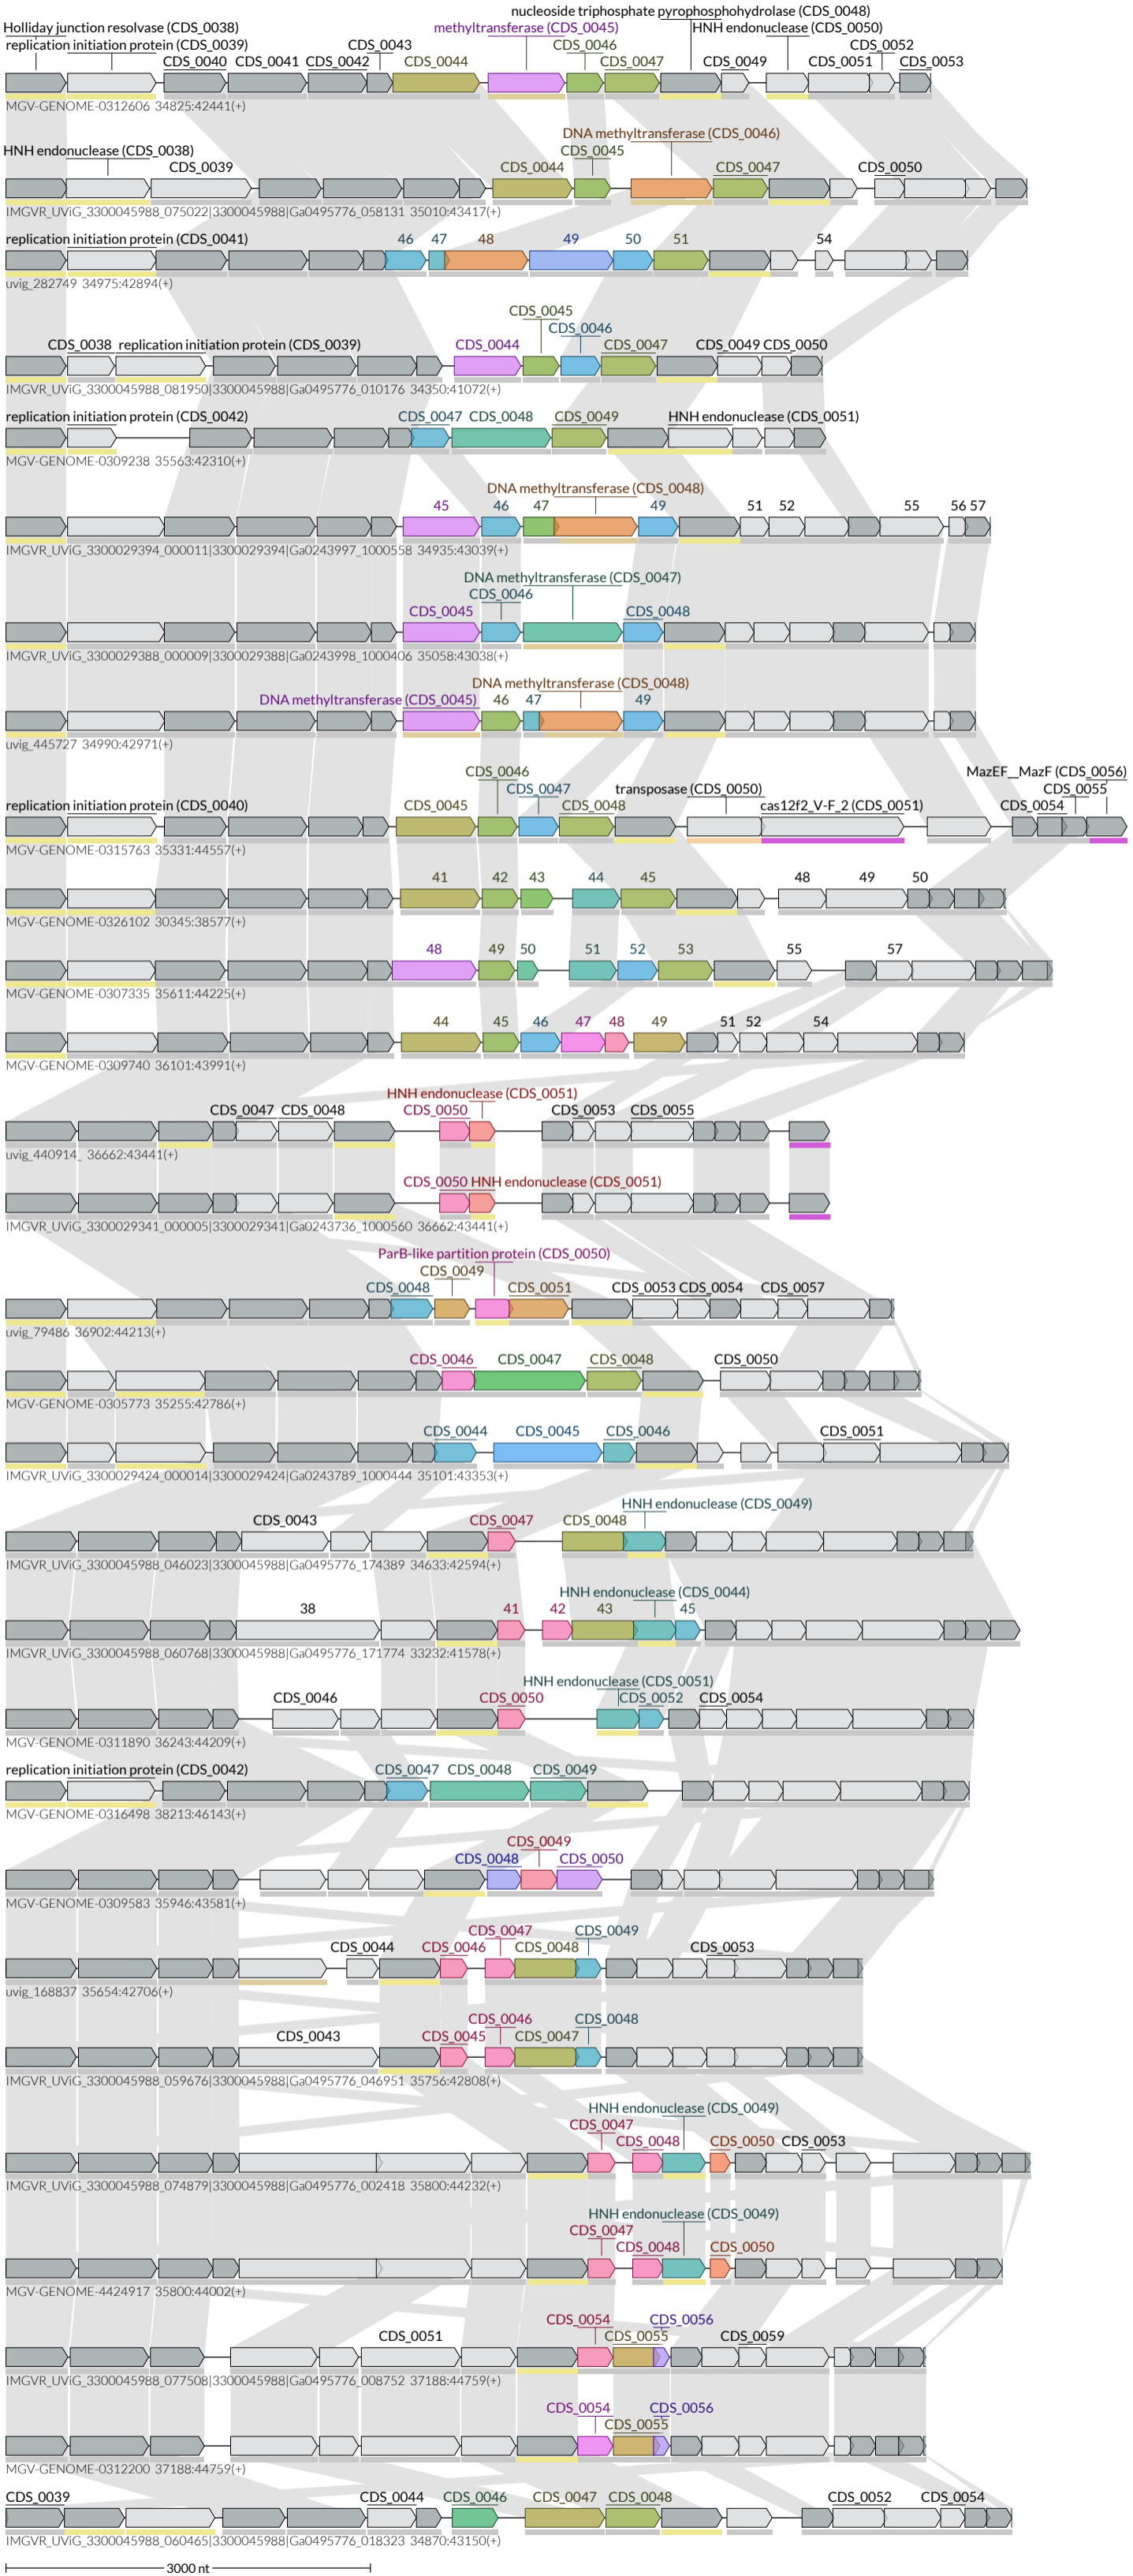 nucleoside triphosphate pyrophosphohydrolase (CDS_0048)
Holliday junction resolvase (CDS_0038) methyltransferase (CDS_0045) HNH endonuclease (CDS_0050)
replication initiation protein (CDS_0039) CDS_0043 CDS_0046 CDS_0052
CDS_0040 CDS_0041 CDS_0042 CDS_0044 CDS_0047 CDS_0049 CDS_0051 CDS_0053
MGV-GENOME-0312606 34825:42441(+)
DNA methyltransferase (CDS_0046)
HNH endonuclease (CDS_0038) CDS_0045
CDS_0039 CDS_0044 CDS_0047 CDS_0050
IMGVR_UViG_3300045988_075022|3300045988|Ga0495776_058131 35010:43417(+)
replication initiation protein (CDS_0041) 46 47 48 49 50 51 54
uvig_282749 34975:42894(+)
CDS_0045
CDS_0046
CDS_0038 replication initiation protein (CDS_0039) CDS_0044 CDS_0047 CDS_0049 CDS_0050
IMGVR_UViG_3300045988_081950|3300045988|Ga0495776_010176 34350:41072(+)
replication initiation protein (CDS_0042) CDS_0047 CDS_0048 CDS_0049 HNH endonuclease (CDS_0051)
MGV-GENOME-0309238 35563:42310(+)
DNA methyltransferase (CDS_0048)
45 46 47 49 51 52 55 56 57
IMGVR_UViG_3300029394_000011|3300029394|Ga0243997_1000558 34935:43039(+)
DNA methyltransferase (CDS_0047)
CDS_0046
CDS_0045 CDS_0048
IMGVR_UViG_3300029388_000009|3300029388|Ga0243998_1000406 35058:43038(+)
DNA methyltransferase (CDS_0048)
DNA methyltransferase (CDS_0045) 46 47 49
uvig_445727 34990:42971(+)
CDS_0046 MazEF__MazF (CDS_0056)
CDS_0047 transposase (CDS_0050) CDS_0055
replication initiation protein (CDS_0040) CDS_0045 CDS_0048 cas12f2_V-F_2 (CDS_0051) CDS_0054
MGV-GENOME-0315763 35331:44557(+)
41 42 43 44 45 48 49 50
MGV-GENOME-0326102 30345:38577(+)
48 49 50 51 52 53 55 57
MGV-GENOME-0307335 35611:44225(+)
44 45 46 47 48 49 51 52 54
MGV-GENOME-0309740 36101:43991(+)
HNH endonuclease (CDS_0051)
CDS_0047 CDS_0048 CDS_0050 CDS_0053 CDS_0055
uvig_440914_ 36662:43441(+)
CDS_0050 HNH endonuclease (CDS_0051)
IMGVR_UViG_3300029341_000005|3300029341|Ga0243736_1000560 36662:43441(+)
ParB-like partition protein (CDS_0050)
CDS_0049
CDS_0048 CDS_0051 CDS_0053 CDS_0054 CDS_0057
uvig_79486 36902:44213(+)
CDS_0046 CDS_0047 CDS_0048 CDS_0050
MGV-GENOME-0305773 35255:42786(+)
CDS_0044 CDS_0045 CDS_0046 CDS_0051
IMGVR_UViG_3300029424_000014|3300029424|Ga0243789_1000444 35101:43353(+)
HNH endonuclease (CDS_0049)
CDS_0043 CDS_0047 CDS_0048
IMGVR_UViG_3300045988_046023|3300045988|Ga0495776_174389 34633:42594(+)
HNH endonuclease (CDS_0044)
38 41 42 43 45
IMGVR_UViG_3300045988_060768|3300045988|Ga0495776_171774 33232:41578(+)
HNH endonuclease (CDS_0051)
CDS_0046 CDS_0050 CDS_0052 CDS_0054
MGV-GENOME-0311890 36243:44209(+)
replication initiation protein (CDS_0042) CDS_0047 CDS_0048 CDS_0049
MGV-GENOME-0316498 38213:46143(+)
CDS_0049
CDS_0048 CDS_0050
MGV-GENOME-0309583 35946:43581(+)
CDS_0047 CDS_0049
CDS_0044 CDS_0046 CDS_0048 CDS_0053
uvig_168837 35654:42706(+)
CDS_0046 CDS_0048
CDS_0043 CDS_0045 CDS_0047
IMGVR_UViG_3300045988_059676|3300045988|Ga0495776_046951 35756:42808(+)
HNH endonuclease (CDS_0049)
CDS_0047
CDS_0048 CDS_0050 CDS_0053
IMGVR_UViG_3300045988_074879|3300045988|Ga0495776_002418 35800:44232(+)
HNH endonuclease (CDS_0049)
CDS_0047
CDS_0048 CDS_0050
MGV-GENOME-4424917 35800:44002(+)
CDS_0054 CDS_0056
CDS_0051 CDS_0055 CDS_0059
IMGVR_UViG_3300045988_077508|3300045988|Ga0495776_008752 37188:44759(+)
CDS_0054 CDS_0056
CDS_0055
MGV-GENOME-0312200 37188:44759(+)
CDS_0039 CDS_0044 CDS_0046 CDS_0047 CDS_0048 CDS_0052 CDS_0054
IMGVR_UViG_3300045988_060465|3300045988|Ga0495776_018323 34870:43150(+)
3000 nt